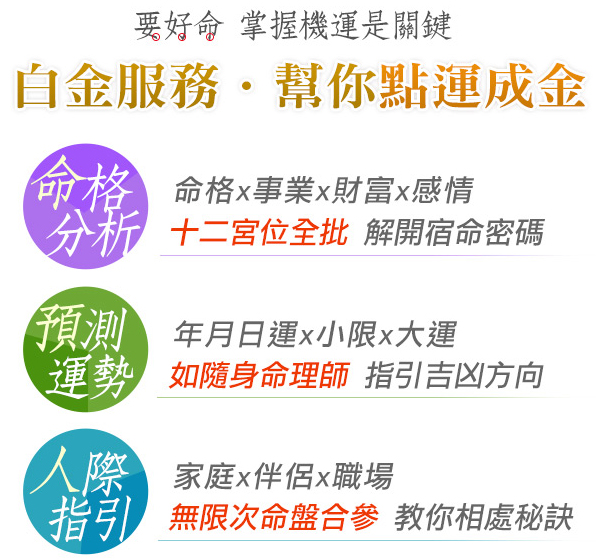 要好命 掌握機運是關鍵
白金服務・幫你點運成金
命格
分析
命格x事業x財富x感情
十二宮位全批 解開宿命密碼
預測
運勢
年月日運x小限x大運
如隨身命理師 指引吉凶方向
人際
指引
家庭x伴侶x職場
無限次命盤合參 教你相處秘訣